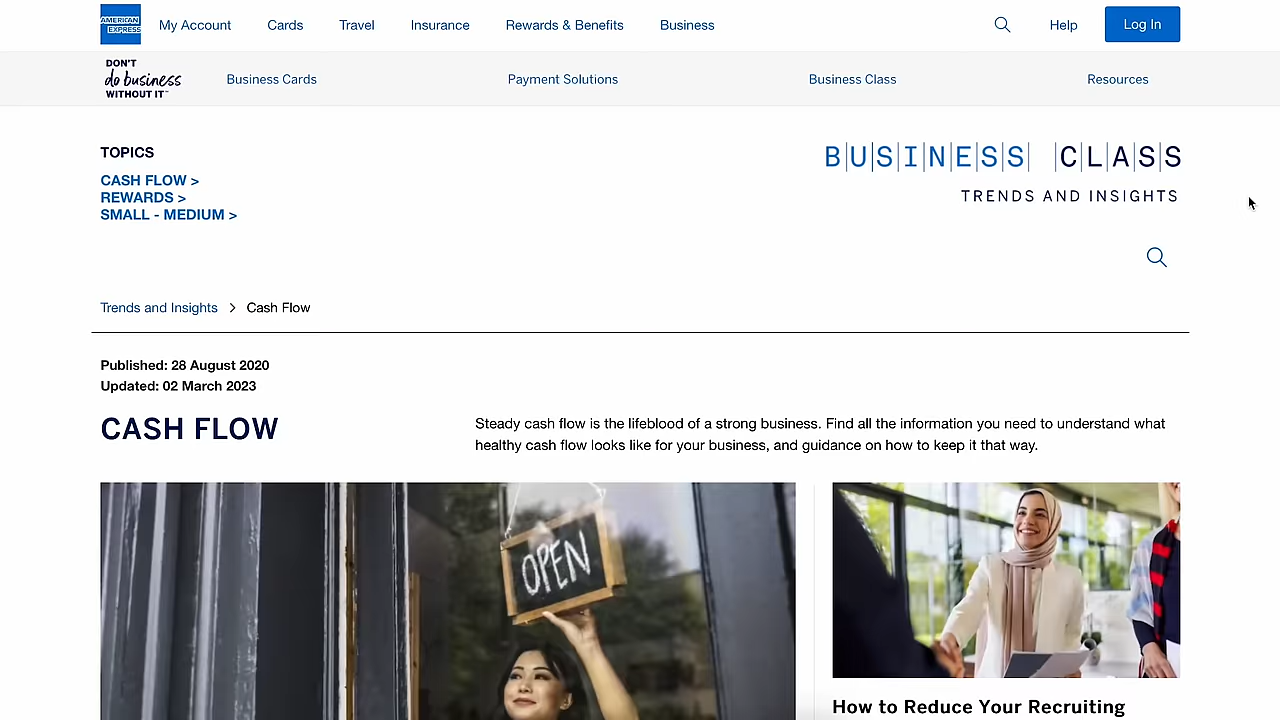 AMERICAN
EXPRESS
My Account
Cards
Travel
Insurance
Rewards & Benefits
Business
Help
Log In
DON'T
do business
WITHOUT IT™
Business Cards
Payment Solutions
Business Class
Resources
TOPICS
CASH FLOW >
REWARDS >
SMALL - MEDIUM >
BUSINESS CLASS
TRENDS AND INSIGHTS
Trends and Insights > Cash Flow
Published: 28 August 2020
Updated: 02 March 2023
CASH FLOW
Steady cash flow is the lifeblood of a strong business. Find all the information you need to understand what
healthy cash flow looks like for your business, and guidance on how to keep it that way.
OPEN
How to Reduce Your Recruiting